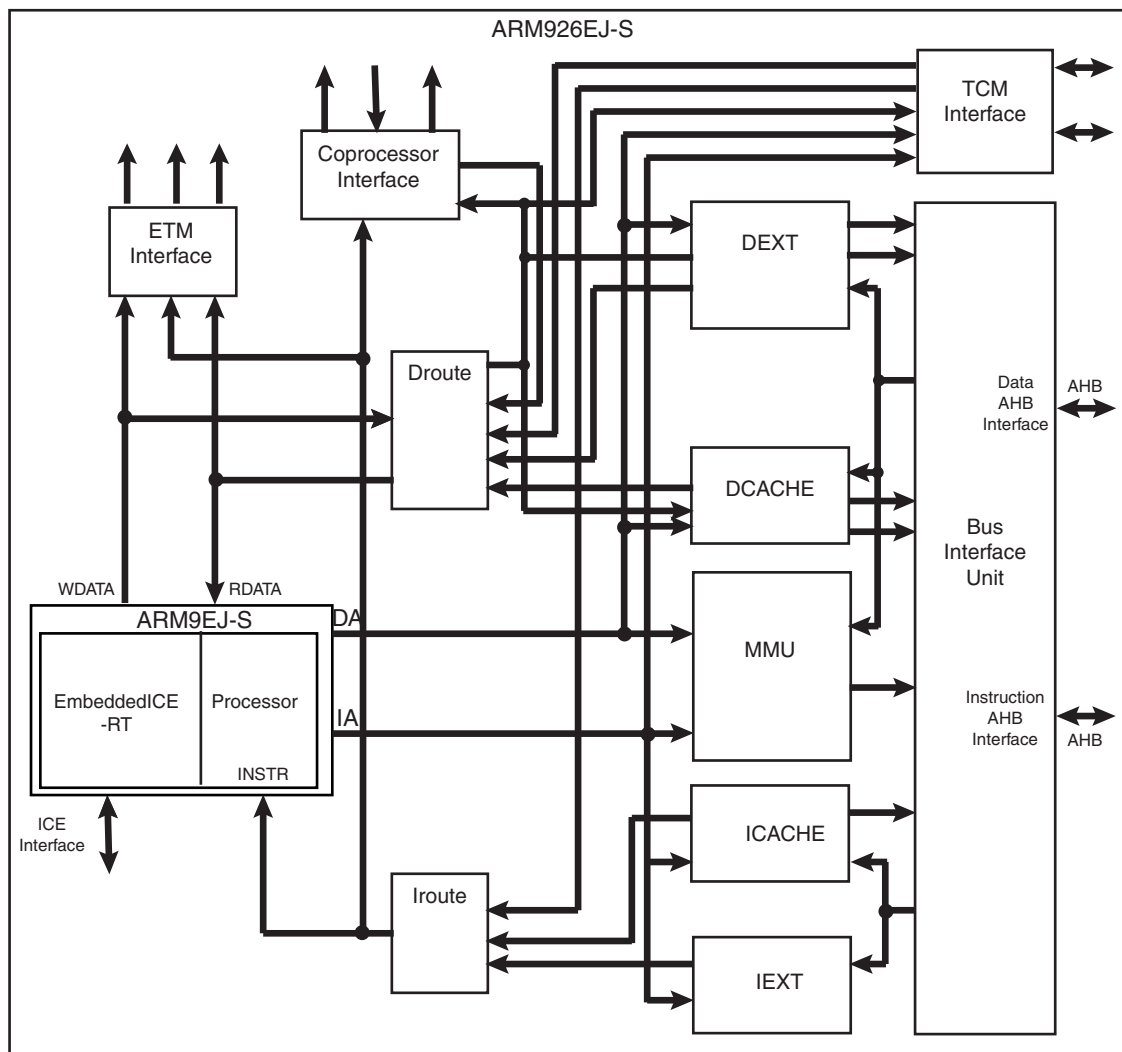 ARM926EJ-S
TCM
Interface
Coprocessor
Interface
ETM
Interface
DEXT
Droute
Data
AHB
Interface
AHB
DCACHE
Bus
Interface
Unit
WDATA
RDATA
ARM9EJ-S
DA
MMU
EmbeddedICE
-RT
Processor
IA
INSTR
Instruction
AHB
Interface
AHB
ICE
Interface
ICACHE
Iroute
IEXT